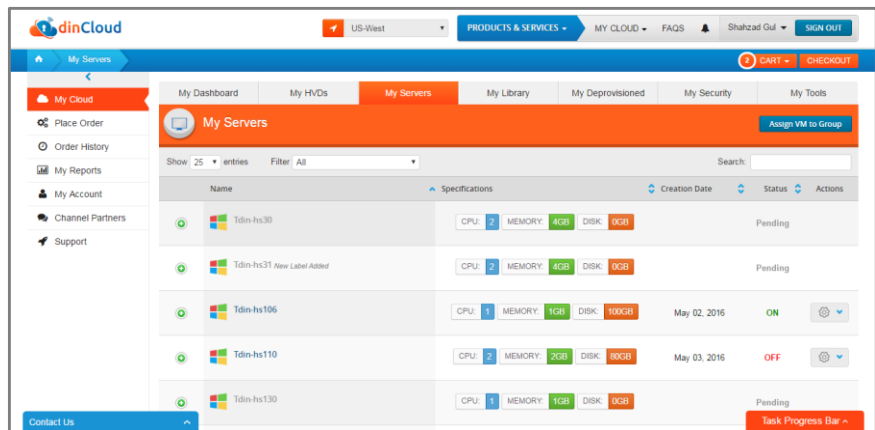 dinCloud
US-West
PRODUCTS & SERVICES
MY CLOUD
FAQS
Shahzad Gul
SIGN OUT
My Servers
2 CART
CHECKOUT
My Cloud
Place Order
Order History
My Reports
My Account
Channel Partners
Support
My Dashboard My HVDs My Servers My Library My Deprovisioned My Security My Tools
My Servers
Assign VM to Group
Show 25 entries Filter All Search:
Name Specifications Creation Date Status Actions
Tdin-hs30 CPU: 2 MEMORY: 4GB DISK: 0GB Pending
Tdin-hs31 New Label Added CPU: 2 MEMORY: 4GB DISK: 0GB Pending
Tdin-hs106 CPU: 1 MEMORY: 1GB DISK: 100GB May 02, 2016 ON
Tdin-hs110 CPU: 2 MEMORY: 2GB DISK: 80GB May 03, 2016 OFF
Tdin-hs130 CPU: 1 MEMORY: 1GB DISK: 0GB Pending
Contact Us
Task Progress Bar